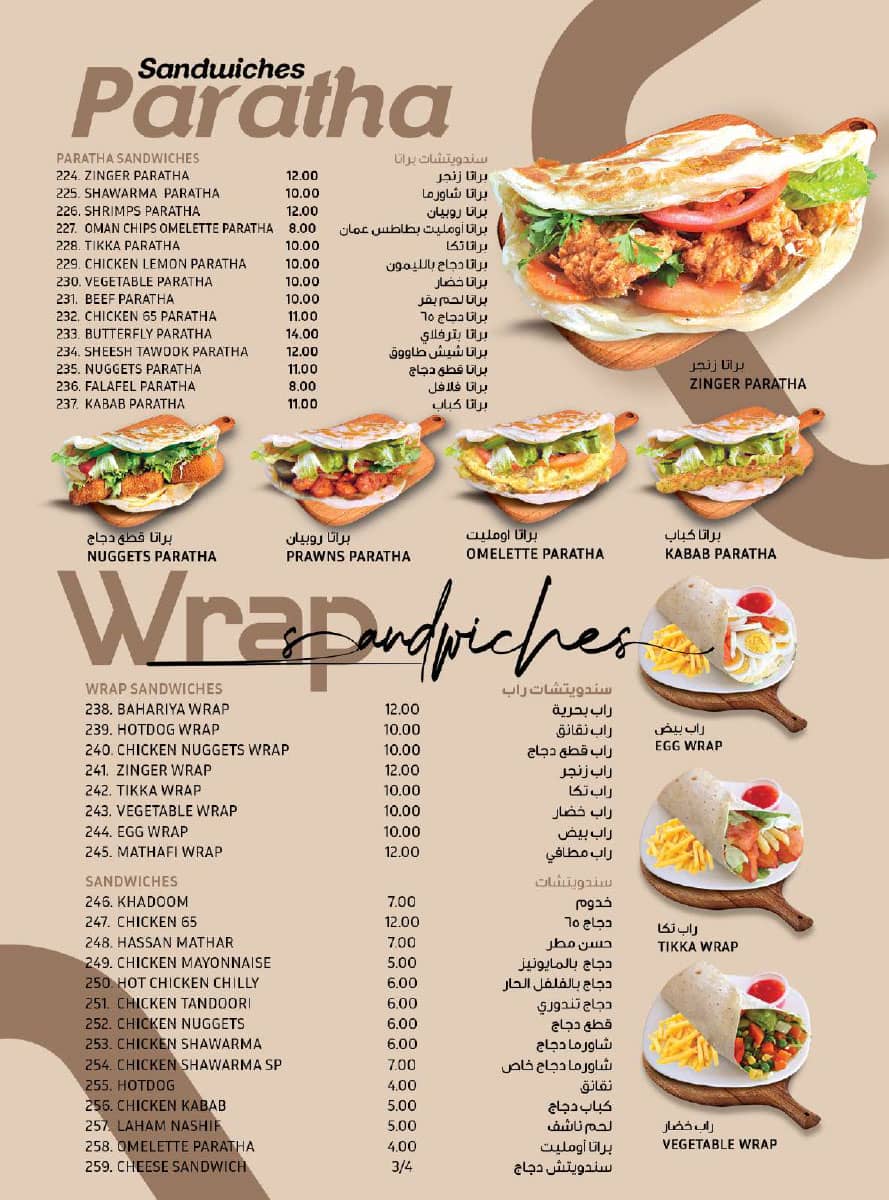 Sandwiches
Paratha
PARATHA SANDWICHES سندويتشات براتا
224. ZINGER PARATHA 12.00 براتا زنجر
225. SHAWARMA PARATHA 10.00 براتا شاورما
226. SHRIMPS PARATHA 12.00 براتا روبيان
227. OMAN CHIPS OMELETTE PARATHA 8.00 براتا أومليت بطاطس عمان
228. TIKKA PARATHA 10.00 براتا تكا
229. CHICKEN LEMON PARATHA 10.00 براتا دجاج بالليمون
230. VEGETABLE PARATHA 10.00 براتا خضار
231. BEEF PARATHA 10.00 براتا لحم بقر
232. CHICKEN 65 PARATHA 11.00 براتا دجاج ٦٥
233. BUTTERFLY PARATHA 14.00 براتا بترفلاي
234. SHEESH TAWOOK PARATHA 12.00 براتا شيش طاووق
235. NUGGETS PARATHA 11.00 براتا قطع دجاج
236. FALAFEL PARATHA 8.00 براتا فلافل
237. KABAB PARATHA 11.00 براتا كباب
براتا زنجر
ZINGER PARATHA
براتا قطع دجاج
NUGGETS PARATHA
براتا روبيان
PRAWNS PARATHA
براتا اومليت
OMELETTE PARATHA
براتا كباب
KABAB PARATHA
Wrap
sandwiches
WRAP SANDWICHES سندويتشات راب
238. BAHARIYA WRAP 12.00 راب بحرية
239. HOTDOG WRAP 10.00 راب نقانق
240. CHICKEN NUGGETS WRAP 10.00 راب قطع دجاج
241. ZINGER WRAP 12.00 راب زنجر
242. TIKKA WRAP 10.00 راب تكا
243. VEGETABLE WRAP 10.00 راب خضار
244. EGG WRAP 10.00 راب بيض
245. MATHAFI WRAP 12.00 راب مطافي
SANDWICHES سندويتشات
246. KHADOOM 7.00 خدوم
247. CHICKEN 65 12.00 دجاج ٦٥
248. HASSAN MATHAR 7.00 حسن مطر
249. CHICKEN MAYONNAISE 5.00 دجاج بالمايونيز
250. HOT CHICKEN CHILLY 6.00 دجاج بالفلفل الحار
251. CHICKEN TANDOORI 6.00 دجاج تندوري
252. CHICKEN NUGGETS 6.00 قطع دجاج
253. CHICKEN SHAWARMA 6.00 شاورما دجاج
254. CHICKEN SHAWARMA SP 7.00 شاورما دجاج خاص
255. HOTDOG 4.00 نقانق
256. CHICKEN KABAB 5.00 كباب دجاج
257. LAHAM NASHIF 5.00 لحم ناشف
258. OMELETTE PARATHA 4.00 براتا أومليت
259. CHEESE SANDWICH 3/4 سندويتش دجاج
راب بيض
EGG WRAP
راب تكا
TIKKA WRAP
راب خضار
VEGETABLE WRAP